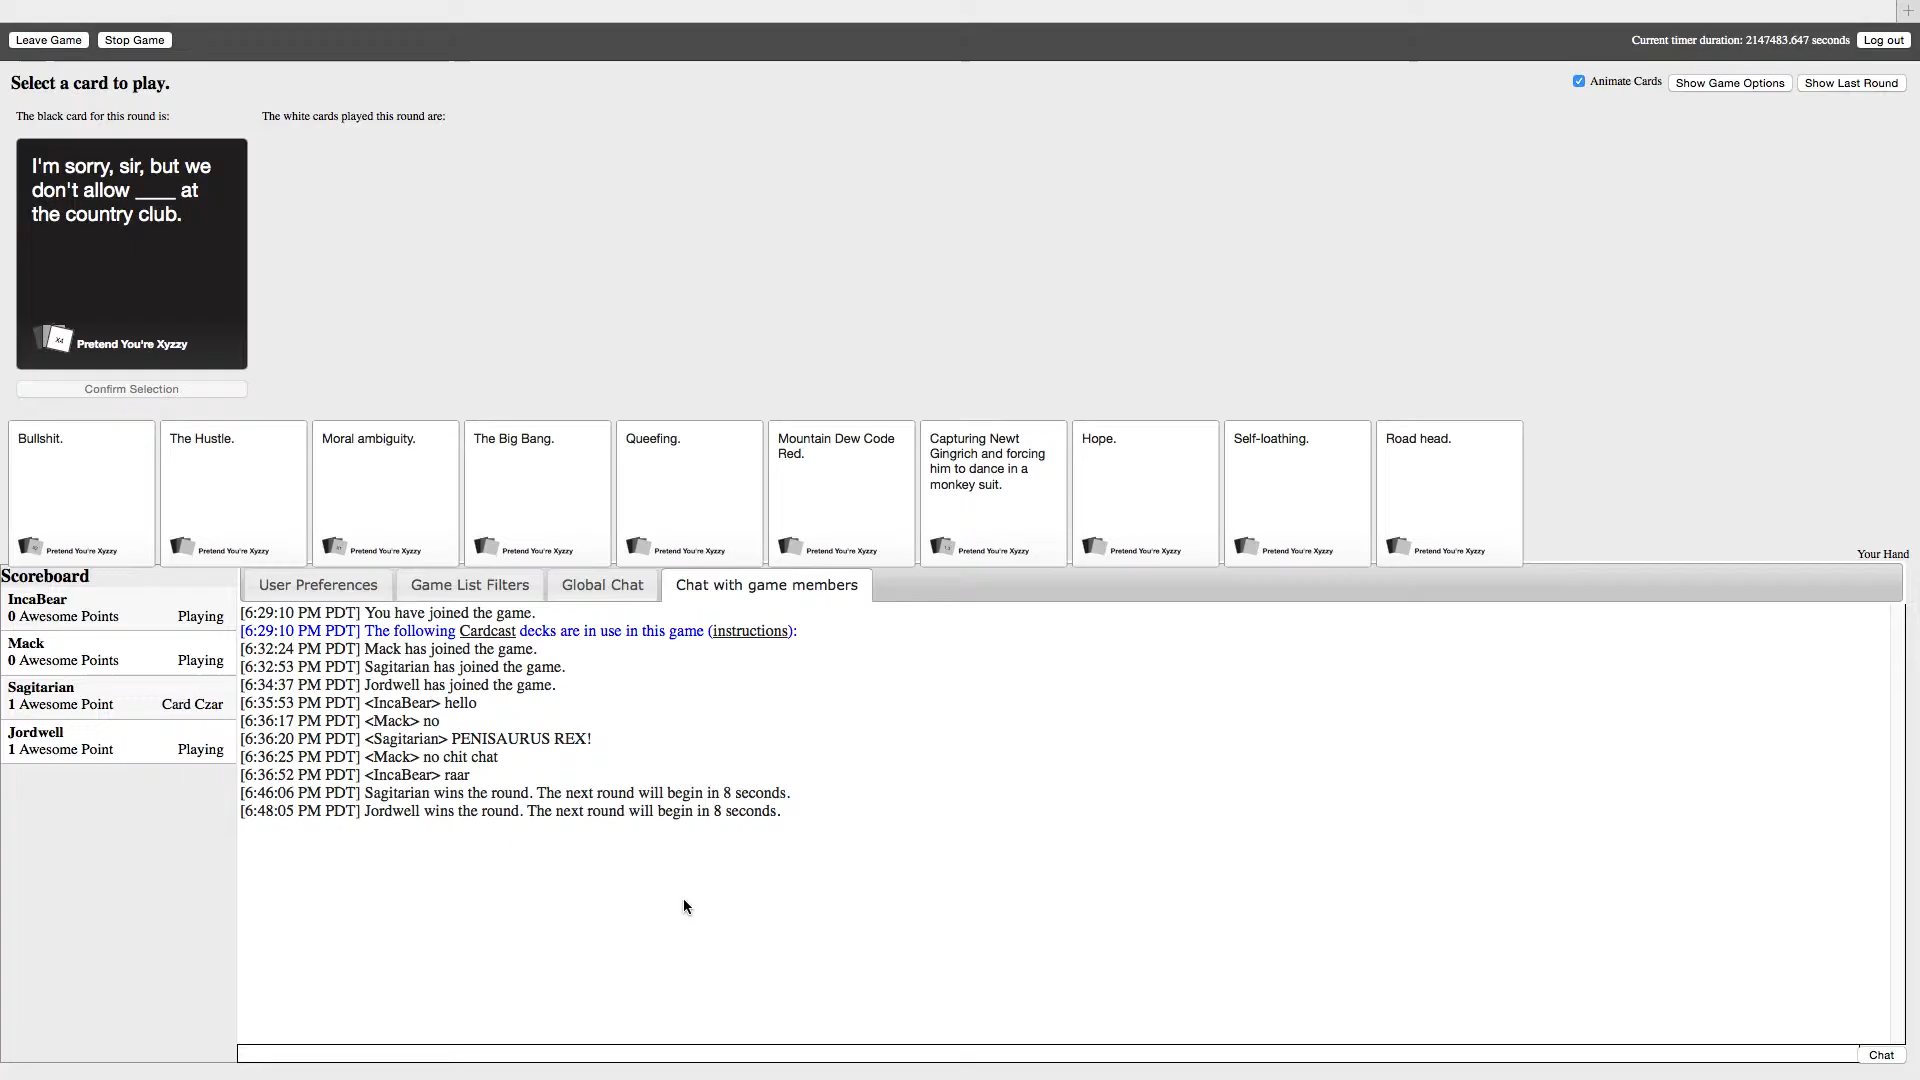 Leave Game Stop Game Current timer duration: 2147483.647 seconds Log out
Select a card to play. Animate Cards Show Game Options Show Last Round
The black card for this round is: The white cards played this round are:
I'm sorry, sir, but we
don't allow ____ at
the country club.
X4 Pretend You're Xyzzy
Confirm Selection
Bullshit.
Pretend You're Xyzzy
The Hustle.
Pretend You're Xyzzy
Moral ambiguity.
Pretend You're Xyzzy
The Big Bang.
Pretend You're Xyzzy
Queefing.
Pretend You're Xyzzy
Mountain Dew Code
Red.
Pretend You're Xyzzy
Capturing Newt
Gingrich and forcing
him to dance in a
monkey suit.
Pretend You're Xyzzy
Hope.
Pretend You're Xyzzy
Self-loathing.
Pretend You're Xyzzy
Road head.
Pretend You're Xyzzy
Your Hand
Scoreboard
IncaBear
0 Awesome Points Playing
Mack
0 Awesome Points Playing
Sagitarian
1 Awesome Point Card Czar
Jordwell
1 Awesome Point Playing
User Preferences Game List Filters Global Chat Chat with game members
[6:29:10 PM PDT] You have joined the game.
[6:29:10 PM PDT] The following Cardcast decks are in use in this game (instructions):
[6:32:24 PM PDT] Mack has joined the game.
[6:32:53 PM PDT] Sagitarian has joined the game.
[6:34:37 PM PDT] Jordwell has joined the game.
[6:35:53 PM PDT] <IncaBear> hello
[6:36:17 PM PDT] <Mack> no
[6:36:20 PM PDT] <Sagitarian> PENISAURUS REX!
[6:36:25 PM PDT] <Mack> no chit chat
[6:36:52 PM PDT] <IncaBear> raar
[6:46:06 PM PDT] Sagitarian wins the round. The next round will begin in 8 seconds.
[6:48:05 PM PDT] Jordwell wins the round. The next round will begin in 8 seconds.
Chat